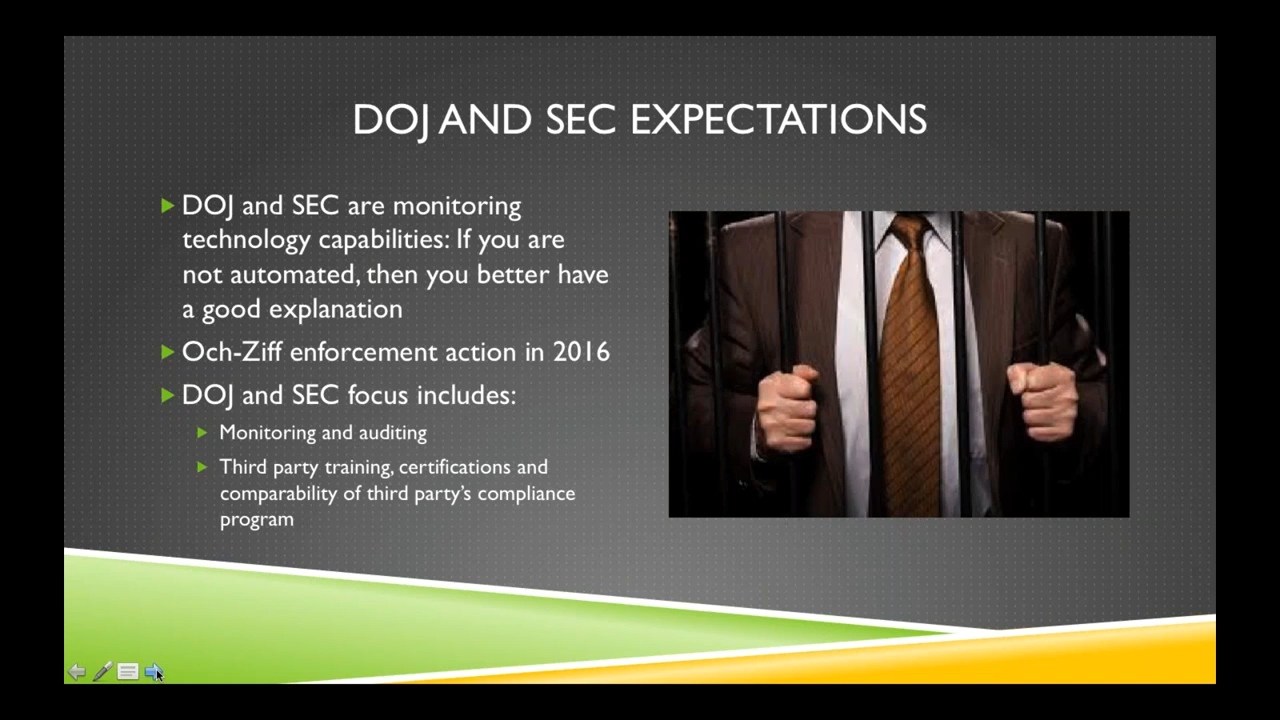 DOJ AND SEC EXPECTATIONS
DOJ and SEC are monitoring
technology capabilities: If you are
not automated, then you better have
a good explanation
Och-Ziff enforcement action in 2016
DOJ and SEC focus includes:
Monitoring and auditing
Third party training, certifications and
comparability of third party's compliance
program